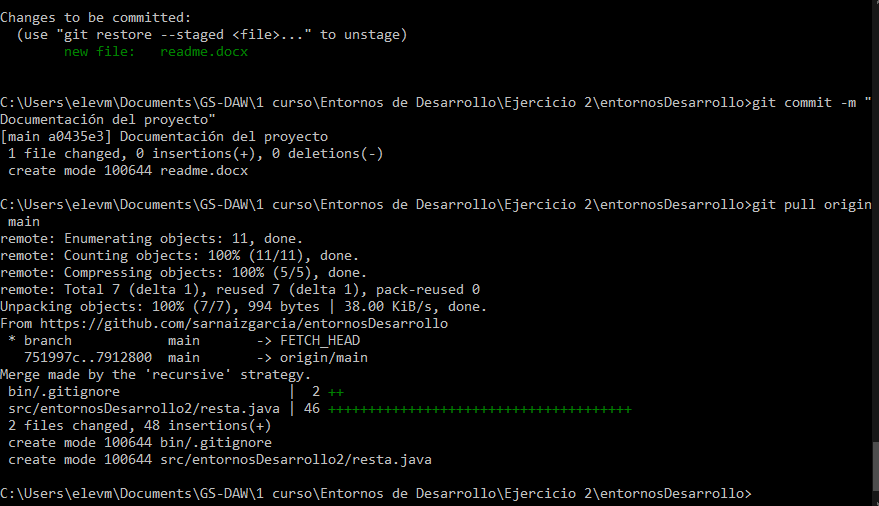 Changes to be committed:
  (use "git restore --staged <file>..." to unstage)
        new file:   readme.docx
C:\Users\elevm\Documents\GS-DAW\1 curso\Entornos de Desarrollo\Ejercicio 2\entornosDesarrollo>git commit -m "
Documentación del proyecto"
[main a0435e3] Documentación del proyecto
 1 file changed, 0 insertions(+), 0 deletions(-)
 create mode 100644 readme.docx
C:\Users\elevm\Documents\GS-DAW\1 curso\Entornos de Desarrollo\Ejercicio 2\entornosDesarrollo>git pull origin
 main
remote: Enumerating objects: 11, done.
remote: Counting objects: 100% (11/11), done.
remote: Compressing objects: 100% (5/5), done.
remote: Total 7 (delta 1), reused 7 (delta 1), pack-reused 0
Unpacking objects: 100% (7/7), 994 bytes | 38.00 KiB/s, done.
From https://github.com/sarnaizgarcia/entornosDesarrollo
 * branch            main       -> FETCH_HEAD
   751997c..7912800  main       -> origin/main
Merge made by the 'recursive' strategy.
 bin/.gitignore                     |  2 ++
 src/entornosDesarrollo2/resta.java | 46 ++++++++++++++++++++++++++++++++++++++
 2 files changed, 48 insertions(+)
 create mode 100644 bin/.gitignore
 create mode 100644 src/entornosDesarrollo2/resta.java
C:\Users\elevm\Documents\GS-DAW\1 curso\Entornos de Desarrollo\Ejercicio 2\entornosDesarrollo>